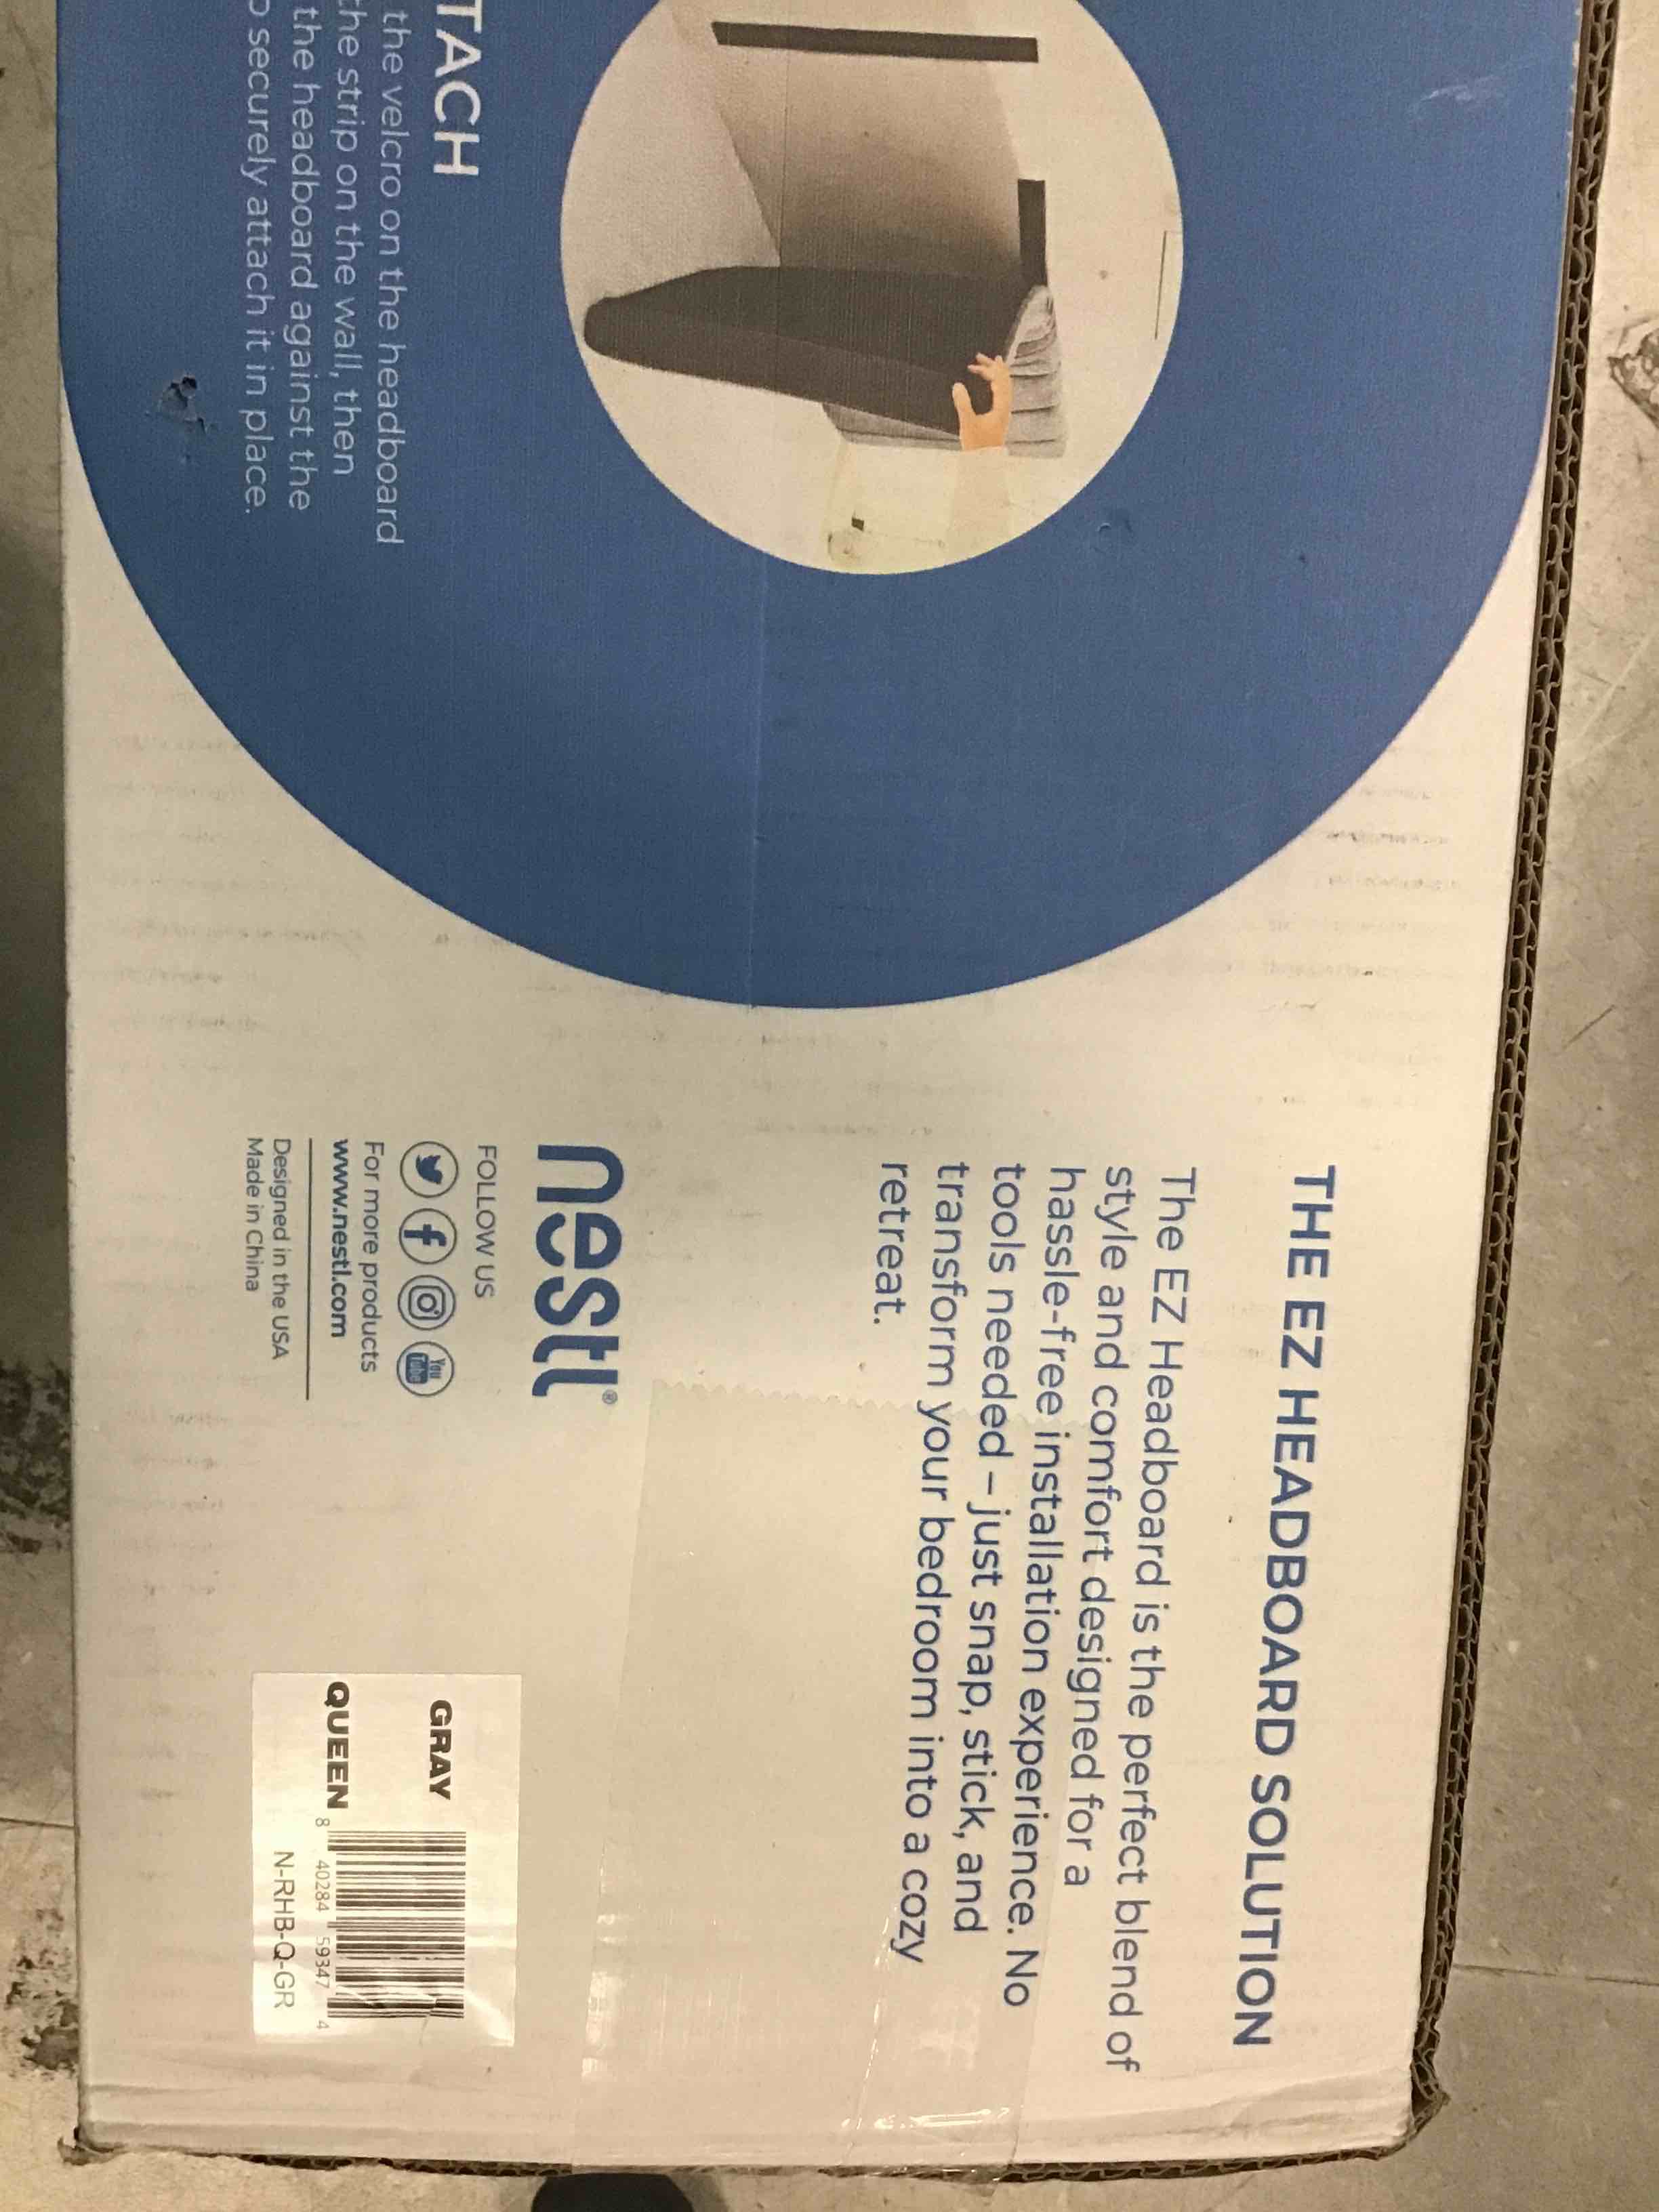 TACH
the velcro on the headboard
the strip on the wall, then
the headboard against the
securely attach it in place.
THE EZ HEADBOARD SOLUTION
The EZ Headboard is the perfect blend of
style and comfort designed for a
hassle-free installation experience. No
tools needed – just snap, stick, and
transform your bedroom into a cozy
retreat.
nestl®
FOLLOW US
You Tube
For more products
www.nestl.com
Designed in the USA
Made in China
GRAY
QUEEN
8 40284 59347 4
N-RHB-Q-GR